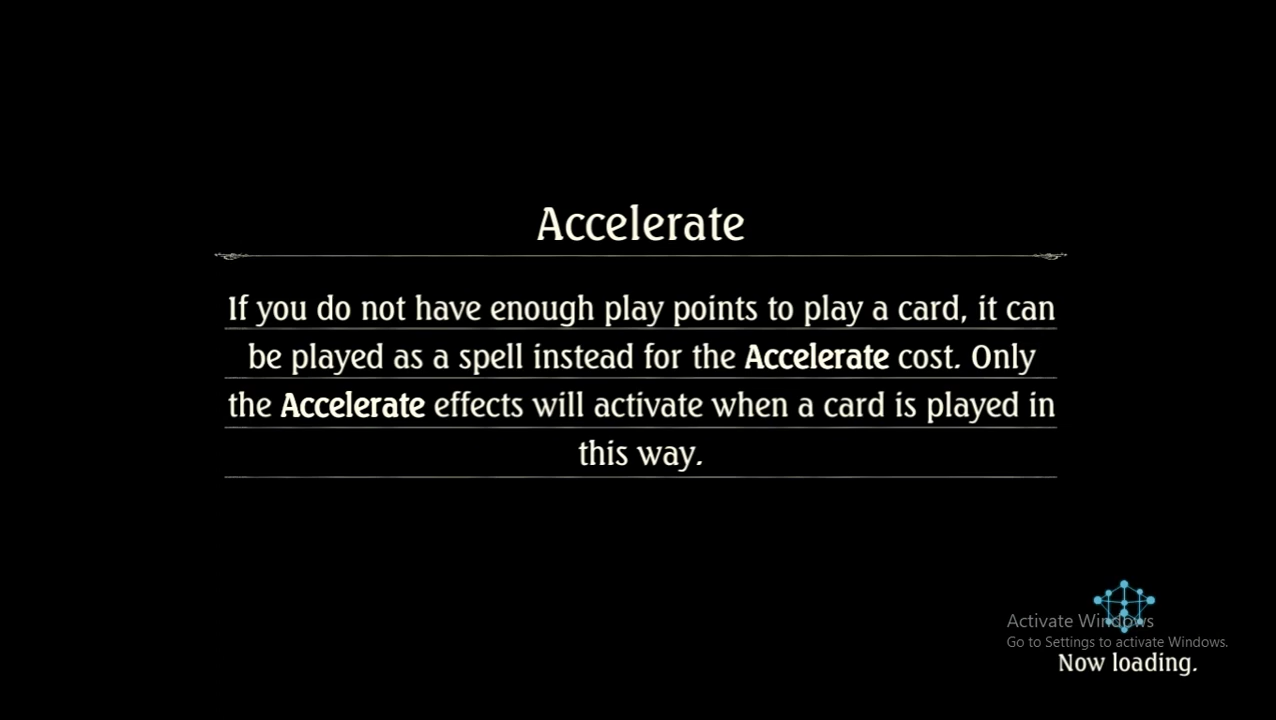 Accelerate
If you do not have enough play points to play a card, it can
be played as a spell instead for the Accelerate cost. Only
the Accelerate effects will activate when a card is played in
this way.
Activate Windows
Go to Settings to activate Windows.
Now loading.